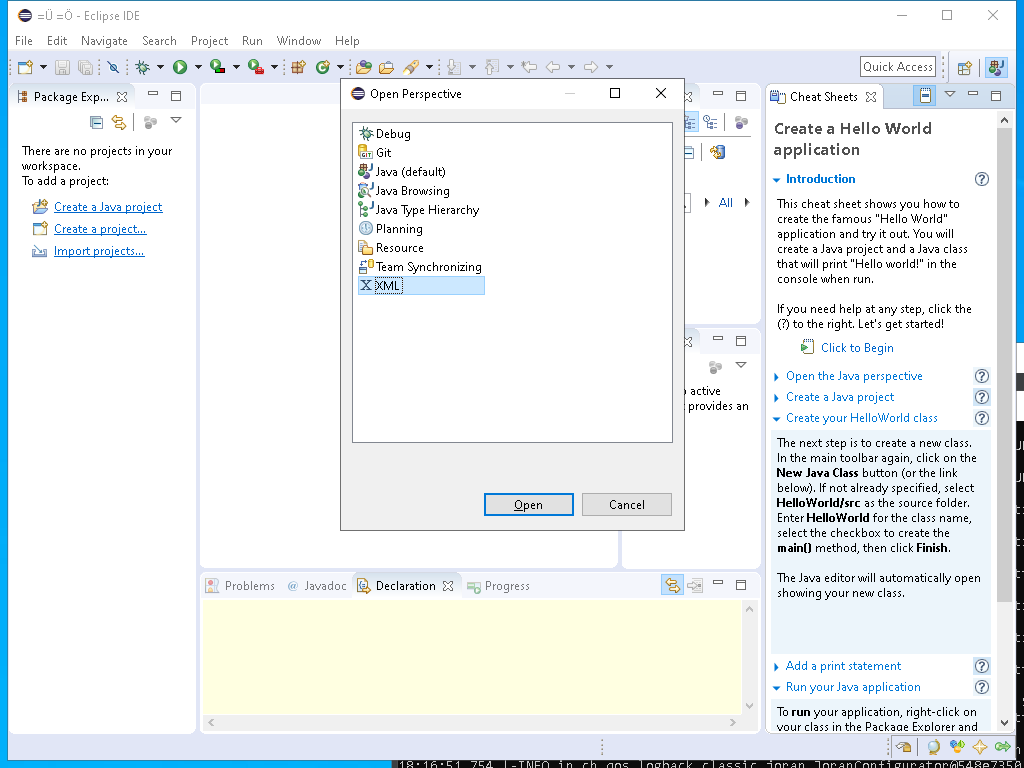 =Ü =Ö - Eclipse IDE
File Edit Navigate Search Project Run Window Help
Quick Access
Package Exp...
There are no projects in your
workspace.
To add a project:
Create a Java project
Create a project...
Import projects...
Open Perspective
Debug
Git
Java (default)
Java Browsing
Java Type Hierarchy
Planning
Resource
Team Synchronizing
XML
Open
Cancel
All
active
provides an
Problems
@ Javadoc
Declaration
Progress
Cheat Sheets
Create a Hello World
application
Introduction
This cheat sheet shows you how to
create the famous "Hello World"
application and try it out. You will
create a Java project and a Java class
that will print "Hello world!" in the
console when run.
If you need help at any step, click the
(?) to the right. Let's get started!
Click to Begin
Open the Java perspective
Create a Java project
Create your HelloWorld class
The next step is to create a new class.
In the main toolbar again, click on the
New Java Class button (or the link
below). If not already specified, select
HelloWorld/src as the source folder.
Enter HelloWorld for the class name,
select the checkbox to create the
main() method, then click Finish.
The Java editor will automatically open
showing your new class.
Add a print statement
Run your Java application
To run your application, right-click on
your class in the Package Explorer and
18:16:51,754 |-INFO in ch.qos.logback.classic.joran.JoranConfigurator@548e7350